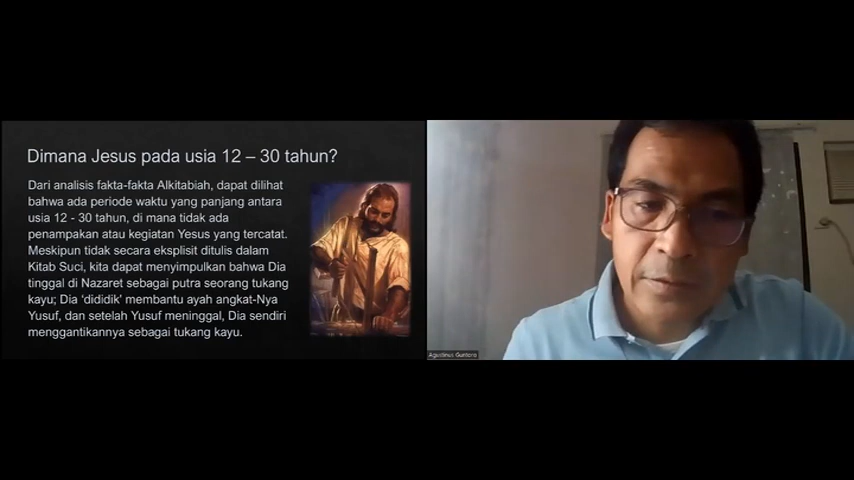 Dimana Jesus pada usia 12 – 30 tahun?
Dari analisis fakta-fakta Alkitabiah, dapat dilihat
bahwa ada periode waktu yang panjang antara
usia 12 - 30 tahun, di mana tidak ada
penampakan atau kegiatan Yesus yang tercatat.
Meskipun tidak secara eksplisit ditulis dalam
Kitab Suci, kita dapat menyimpulkan bahwa Dia
tinggal di Nazaret sebagai putra seorang tukang
kayu; Dia ‘dididik’ membantu ayah angkat-Nya
Yusuf, dan setelah Yusuf meninggal, Dia sendiri
menggantikannya sebagai tukang kayu.
Agustinus Guntoro